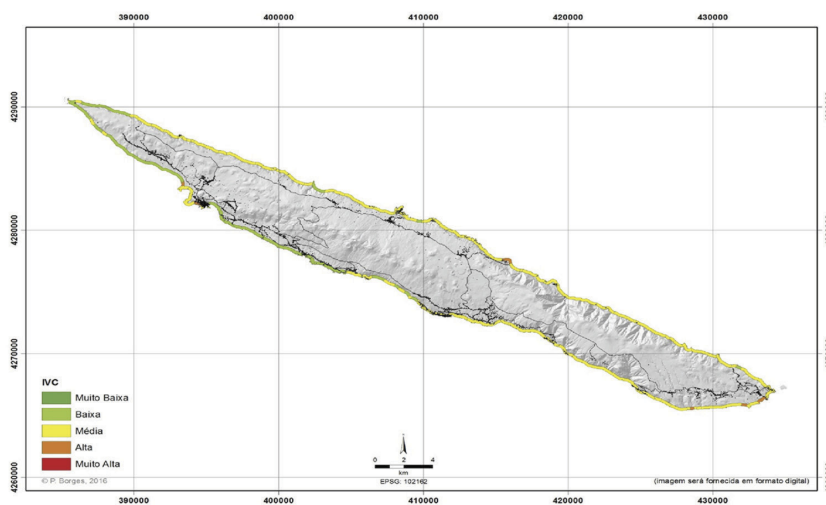 390000 400000 410000 420000 430000
4290000
4280000
4270000
4260000
IVC
Muito Baixa
Baixa
Média
Alta
Muito Alta
0 2 4
km
© P. Borges, 2016
EPSG: 102162
(imagem será fornecida em formato digital)
390000 400000 410000 420000 430000